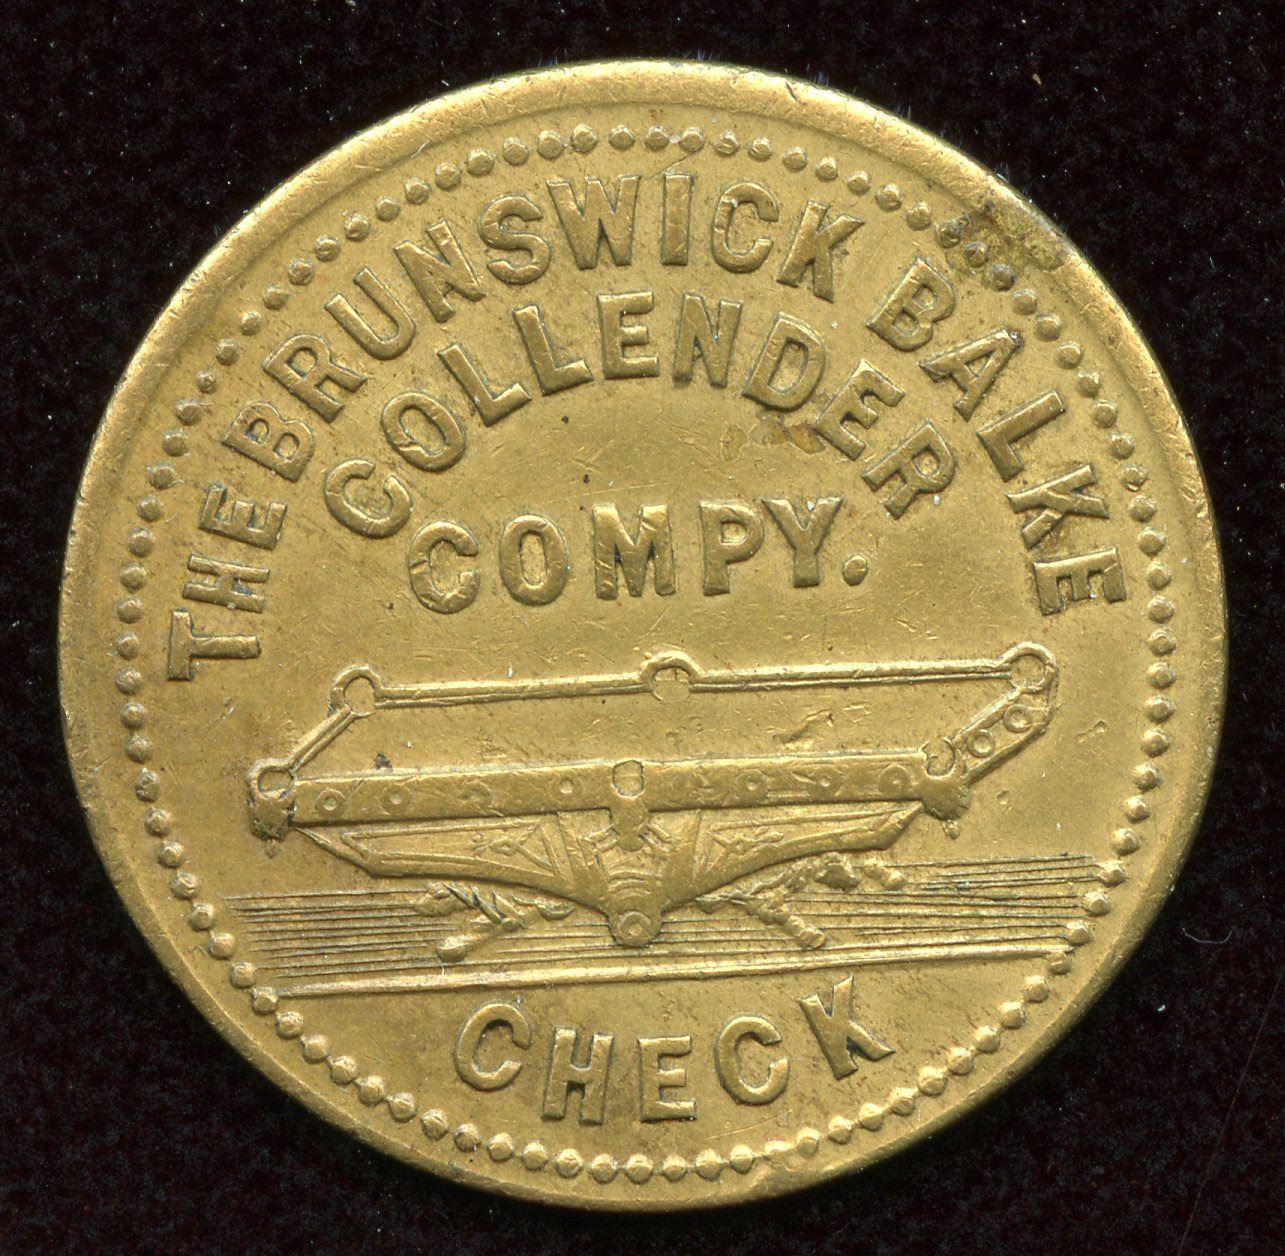 THE BRUNSWICK BALKE
COLLENDER
COMPY.
CHECK